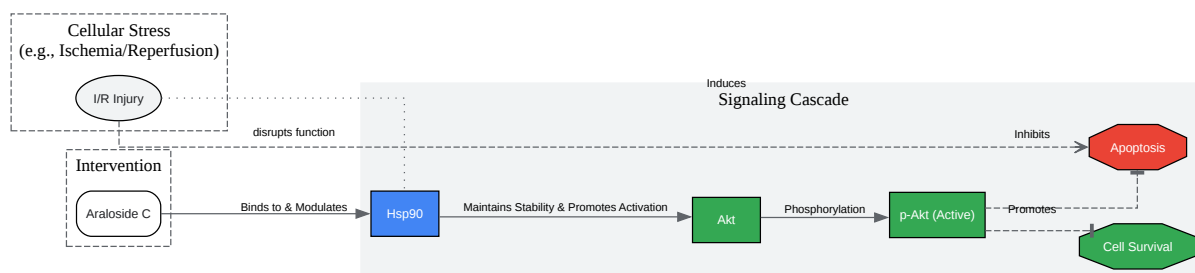 Cellular Stress
(e.g., Ischemia/Reperfusion)
I/R Injury
Induces
Signaling Cascade
disrupts function
Inhibits
Apoptosis
Intervention
Araloside C
Binds to & Modulates
Hsp90
Maintains Stability & Promotes Activation
Akt
Phosphorylation
p-Akt (Active)
Promotes
Cell Survival